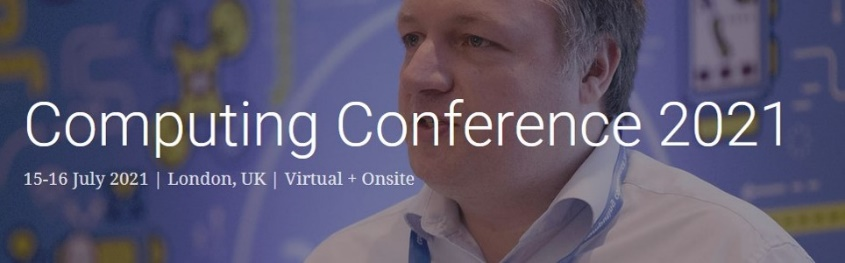 Computing Conference 2021
15-16 July 2021 | London, UK | Virtual + Onsite